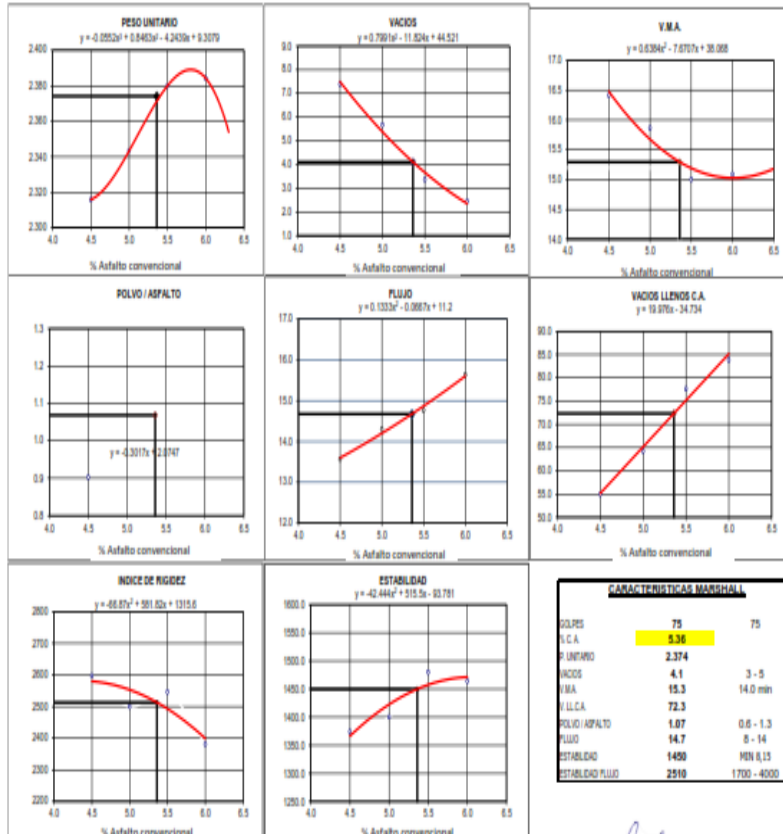 PESO UNITARIO
y = -0.0552x³ + 0.8463x² - 4.2439x + 9.3079
2.400
2.380
2.360
2.340
2.320
2.300
4.0 4.5 5.0 5.5 6.0 6.5
% Asfalto convencional
VACIOS
y = 0.7991x² - 11.824x + 44.521
9.0
8.0
7.0
6.0
5.0
4.0
3.0
2.0
1.0
4.0 4.5 5.0 5.5 6.0 6.5
% Asfalto convencional
V.M.A.
y = 0.6384x² - 7.6707x + 38.068
17.0
16.5
16.0
15.5
15.0
14.5
14.0
4.0 4.5 5.0 5.5 6.0 6.5
% Asfalto convencional
POLVO / ASFALTO
1.3
1.2
1.1
1.0
0.9
0.8
y = -0.3017x + 2.0747
4.0 4.5 5.0 5.5 6.0 6.5
% Asfalto convencional
FLUJO
y = 0.1333x² - 0.0667x + 11.2
17.0
16.0
15.0
14.0
13.0
12.0
4.0 4.5 5.0 5.5 6.0 6.5
% Asfalto convencional
VACIOS LLENOS C.A.
y = 19.976x - 34.734
90.0
85.0
80.0
75.0
70.0
65.0
60.0
55.0
50.0
4.0 4.5 5.0 5.5 6.0 6.5
% Asfalto convencional
INDICE DE RIGIDEZ
y = -66.87x² + 581.82x + 1315.6
2800
2700
2600
2500
2400
2300
2200
4.0 4.5 5.0 5.5 6.0 6.5
% Asfalto convencional
ESTABILIDAD
y = -42.444x² + 515.5x - 93.781
1600.0
1550.0
1500.0
1450.0
1400.0
1350.0
1300.0
1250.0
4.0 4.5 5.0 5.5 6.0 6.5
% Asfalto convencional
CARACTERISTICAS MARSHALL
GOLPES 75 75
% C.A. 5.36
P. UNITARIO 2.374
VACIOS 4.1 3 - 5
V.M.A. 15.3 14.0 min
V.LL.C.A. 72.3
POLVO / ASFALTO 1.07 0.6 - 1.3
FLUJO 14.7 8 - 14
ESTABILIDAD 1450 MIN 8,15
ESTABILIDAD/FLUJO 2510 1700 - 4000